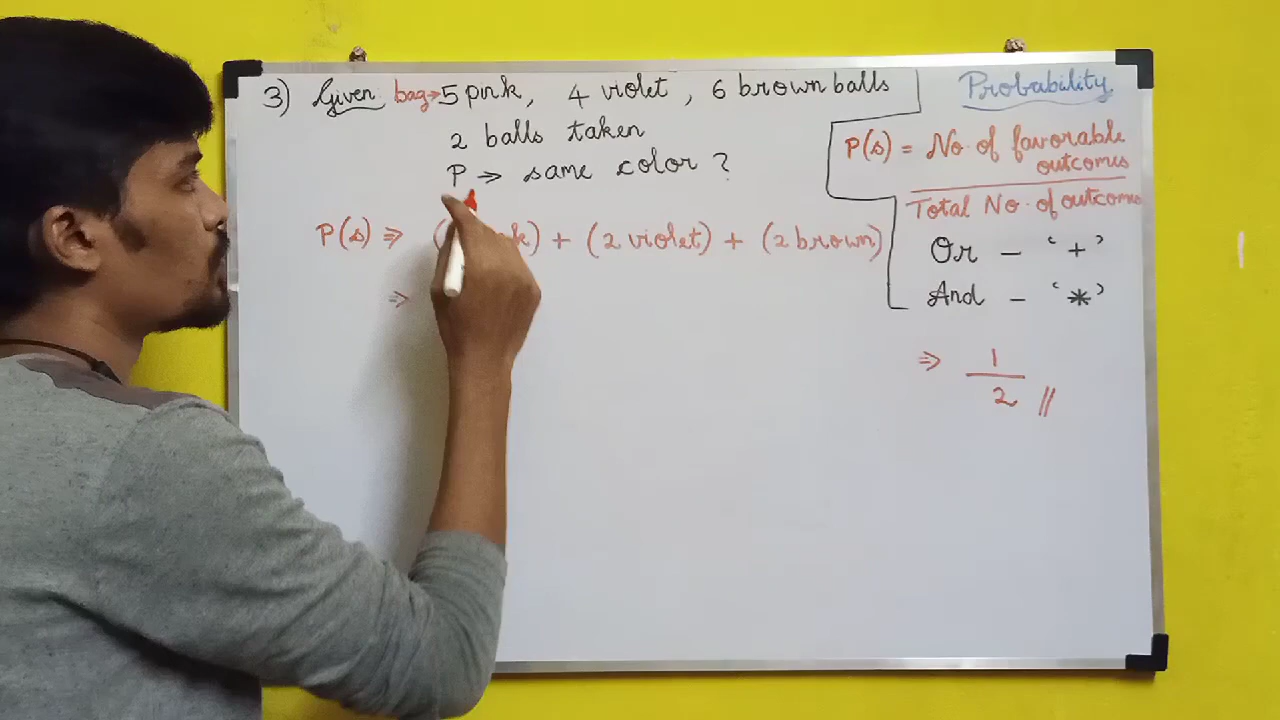 3) Given: bag→ 5 pink, 4 violet, 6 brown balls
2 balls taken
P ⇒ same color ?
P(s) ⇒ ( + (2 violet) + (2 brown)
⇒
Probability
P(s) = No. of favorable outcomes
Total No. of outcomes
Or - ‘+’
And - ‘*’
⇒ 1
2 //